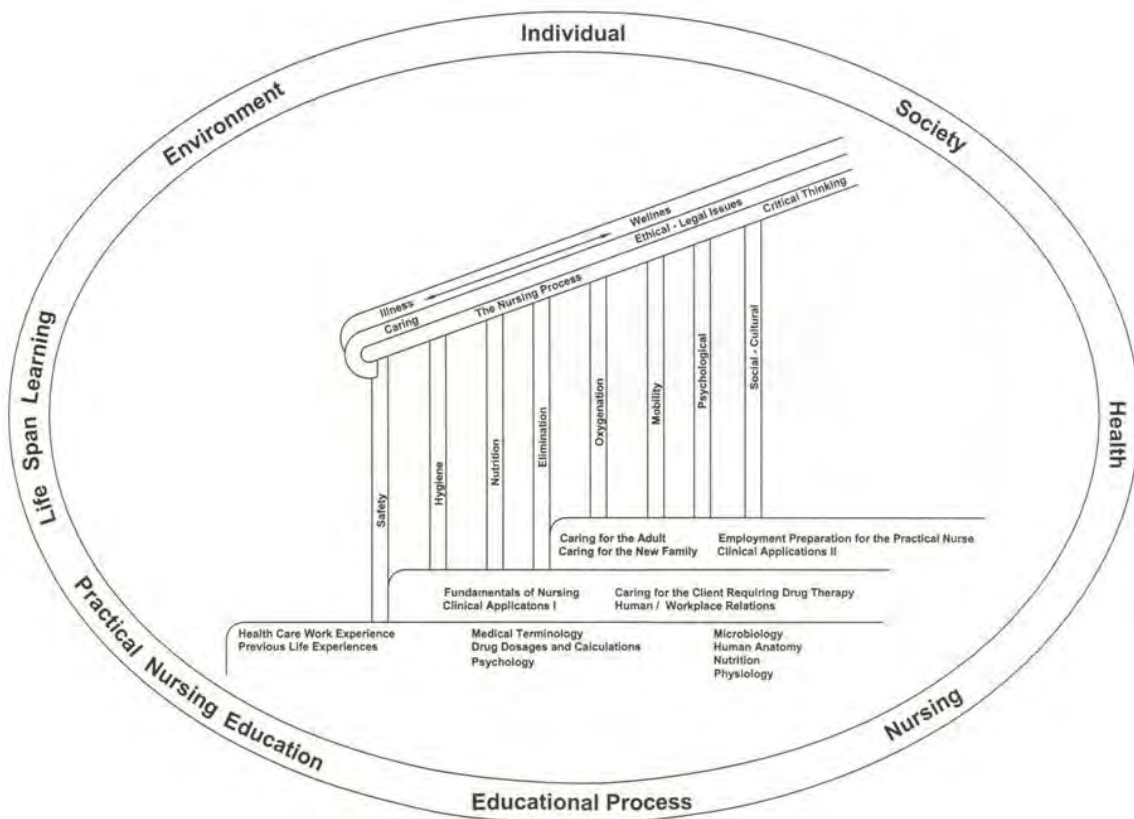 Individual
Environment
Society
Life Span Learning
Health
Practical Nursing Education
Nursing
Educational Process
Illness
Wellnes
Caring
Ethical - Legal Issues
The Nursing Process
Critical Thinking
Safety
Hygiene
Nutrition
Elimination
Oxygenation
Mobility
Psychological
Social - Cultural
Caring for the Adult
Caring for the New Family
Employment Preparation for the Practical Nurse
Clinical Applications II
Fundamentals of Nursing
Clinical Applicatons I
Caring for the Client Requiring Drug Therapy
Human / Workplace Relations
Health Care Work Experience
Previous Life Experiences
Medical Terminology
Drug Dosages and Calculations
Psychology
Microbiology
Human Anatomy
Nutrition
Physiology